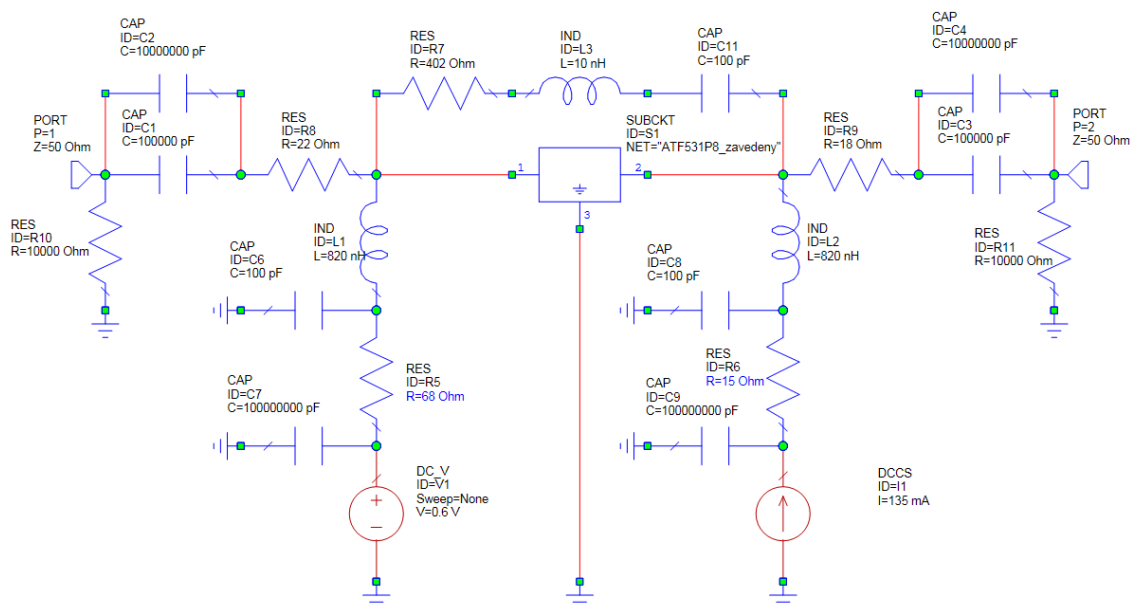 CAP
ID=C2
C=10000000 pF
CAP
ID=C4
C=10000000 pF
RES
ID=R7
R=402 Ohm
IND
ID=L3
L=10 nH
CAP
ID=C11
C=100 pF
PORT
P=1
Z=50 Ohm
CAP
ID=C1
C=100000 pF
RES
ID=R8
R=22 Ohm
SUBCKT
ID=S1
NET="ATF531P8_zavedeny"
RES
ID=R9
R=18 Ohm
CAP
ID=C3
C=100000 pF
PORT
P=2
Z=50 Ohm
1
2
3
RES
ID=R10
R=10000 Ohm
IND
ID=L1
L=820 nH
IND
ID=L2
L=820 nH
RES
ID=R11
R=10000 Ohm
CAP
ID=C6
C=100 pF
CAP
ID=C8
C=100 pF
RES
ID=R5
R=68 Ohm
RES
ID=R6
R=15 Ohm
CAP
ID=C7
C=100000000 pF
CAP
ID=C9
C=100000000 pF
DC_V
ID=V1
Sweep=None
V=0.6 V
DCCS
ID=I1
I=135 mA